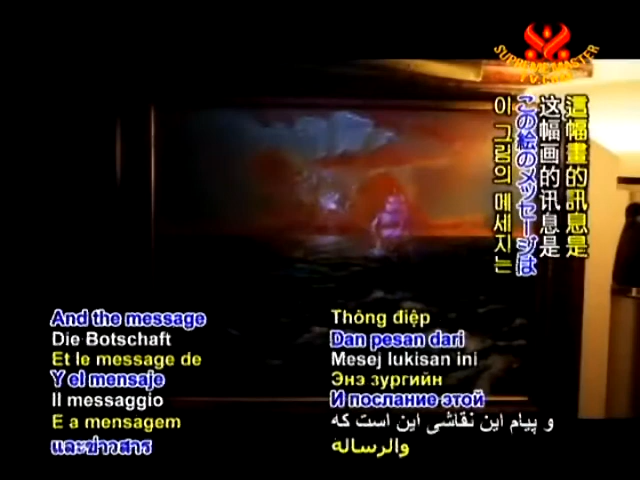 SUPREME MASTER
這幅畫的訊息是
这幅画的讯息是
この絵のメッセージは
이 그림의 메세지는
And the message
Die Botschaft
Et le message de
Y el mensaje
Il messaggio
E a mensagem
และข่าวสาร
Thông điệp
Dan pesan dari
Mesej lukisan ini
Энэ зургийн
И послание этой
و پیام این نقاشی این است که
والرسالة